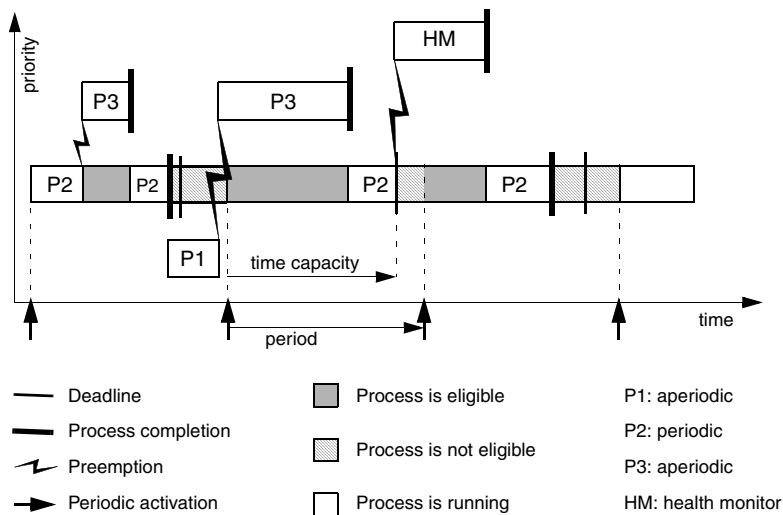 priority
HM
P3
P3
P2
P2
P2
P2
P1
time capacity
time
period
Deadline
Process is eligible
P1: aperiodic
Process completion
P2: periodic
Preemption
Process is not eligible
P3: aperiodic
Periodic activation
Process is running
HM: health monitor